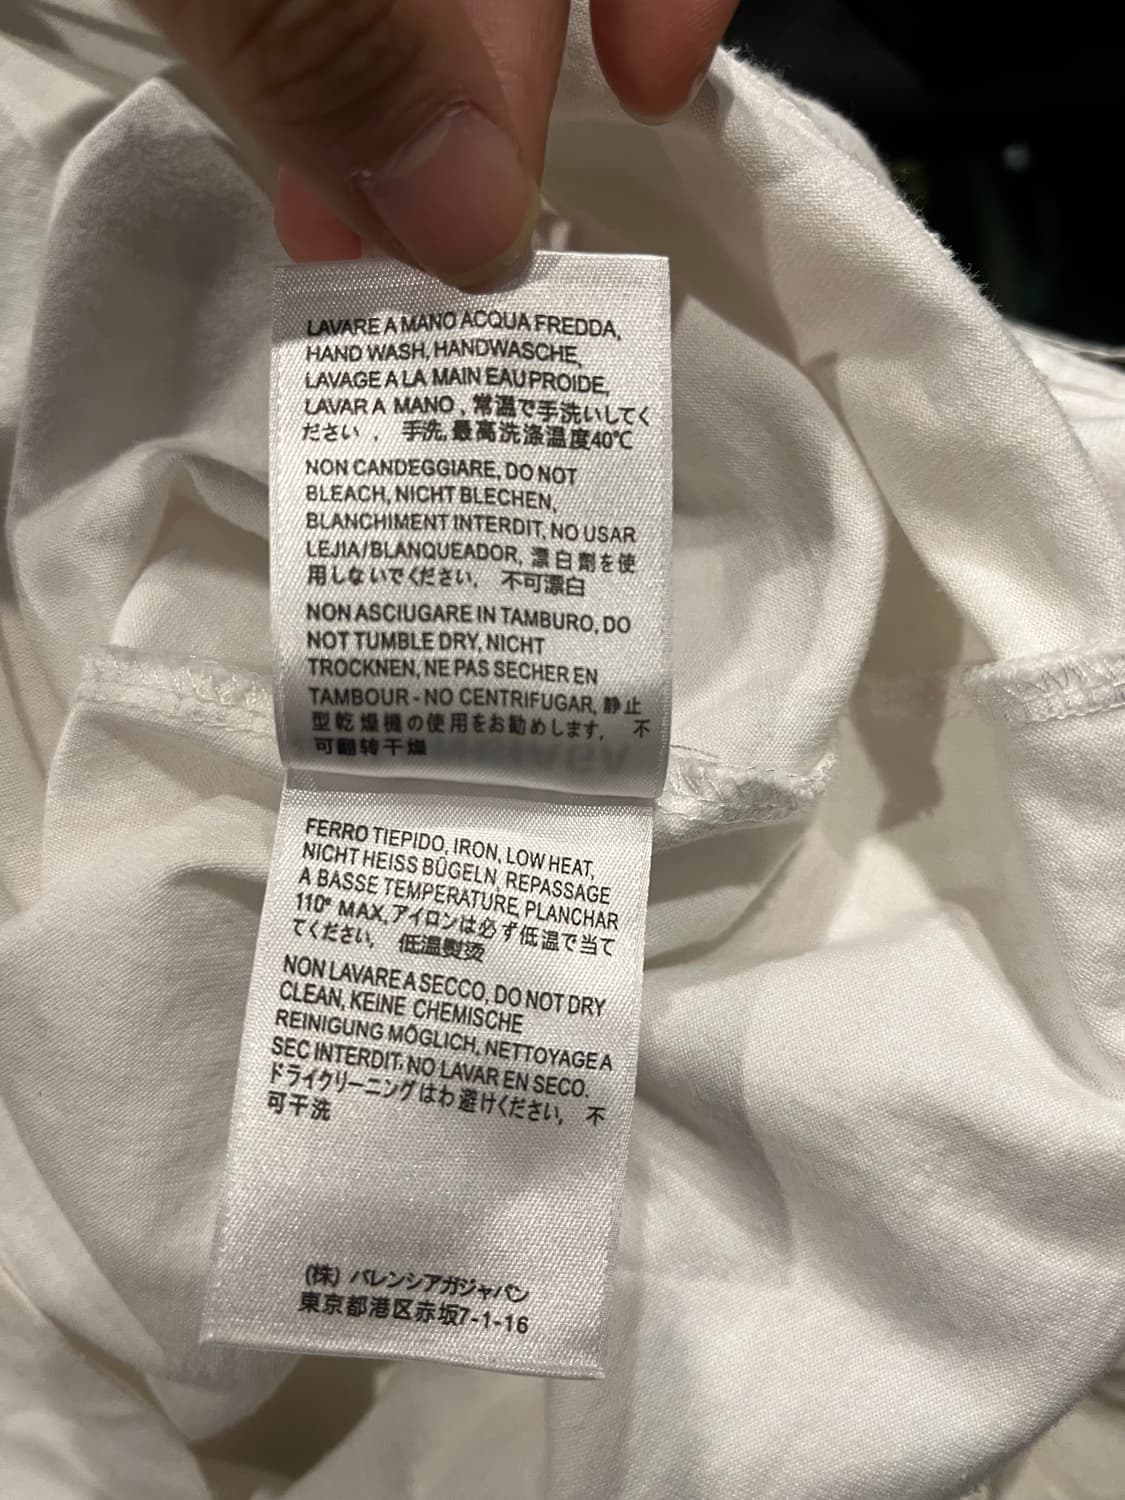 LAVARE A MANO ACQUA FREDDA,
HAND WASH, HANDWASCHE,
LAVAGE A LA MAIN EAU PROIDE,
LAVAR A MANO , 常温で手洗いしてく
ださい , 手洗, 最高洗涤温度40℃
NON CANDEGGIARE, DO NOT
BLEACH, NICHT BLECHEN,
BLANCHIMENT INTERDIT, NO USAR
LEJIA/BLANQUEADOR, 漂白剤を使
用しないでください, 不可漂白
NON ASCIUGARE IN TAMBURO, DO
NOT TUMBLE DRY, NICHT
TROCKNEN, NE PAS SECHER EN
TAMBOUR - NO CENTRIFUGAR, 静止
型乾燥機の使用をお勧めします, 不
可翻转干燥
FERRO TIEPIDO, IRON, LOW HEAT,
NICHT HEISS BÜGELN, REPASSAGE
A BASSE TEMPERATURE, PLANCHAR
110° MAX, アイロンは必ず低温で当て
てください, 低温熨烫
NON LAVARE A SECCO, DO NOT DRY
CLEAN, KEINE CHEMISCHE
REINIGUNG MÖGLICH, NETTOYAGE A
SEC INTERDIT, NO LAVAR EN SECO.
ドライクリーニングはわ避けください, 不
可干洗
(株) バレンシアガジャパン
東京都港区赤坂7-1-16